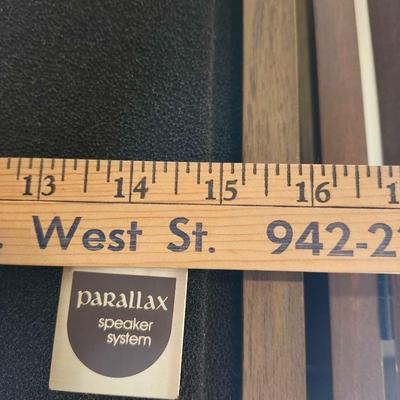 13 14 15 16
West St. 942-2
parallax
speaker
system